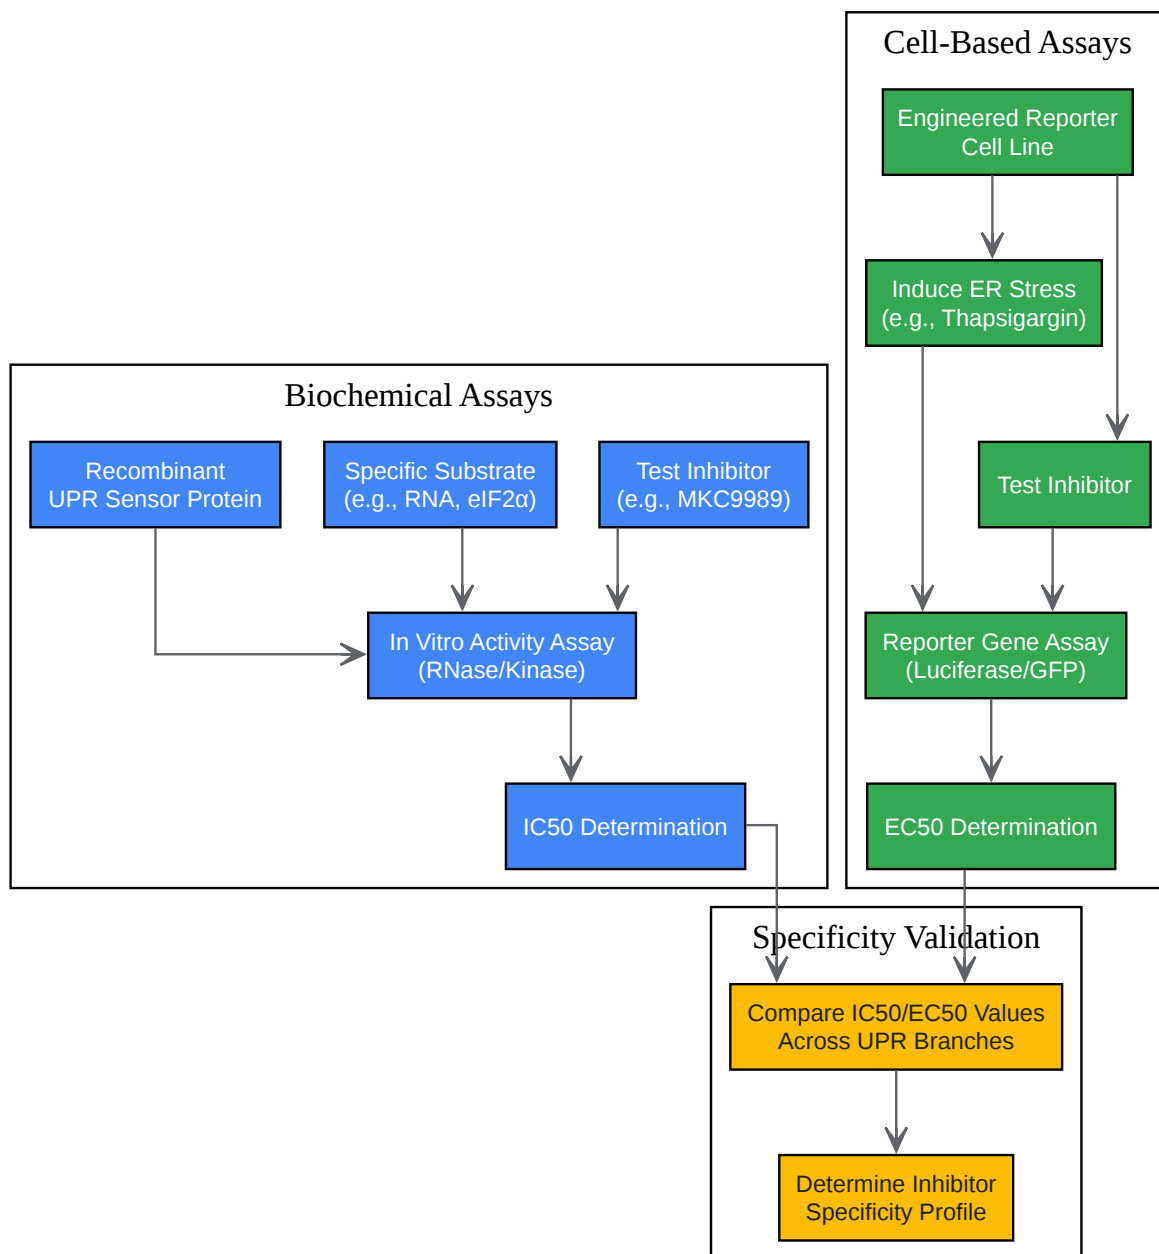 Cell-Based Assays
Engineered Reporter
Cell Line
Induce ER Stress
(e.g., Thapsigargin)
Test Inhibitor
Reporter Gene Assay
(Luciferase/GFP)
EC50 Determination
Biochemical Assays
Recombinant
UPR Sensor Protein
Specific Substrate
(e.g., RNA, eIF2α)
Test Inhibitor
(e.g., MKC9989)
In Vitro Activity Assay
(RNase/Kinase)
IC50 Determination
Specificity Validation
Compare IC50/EC50 Values
Across UPR Branches
Determine Inhibitor
Specificity Profile